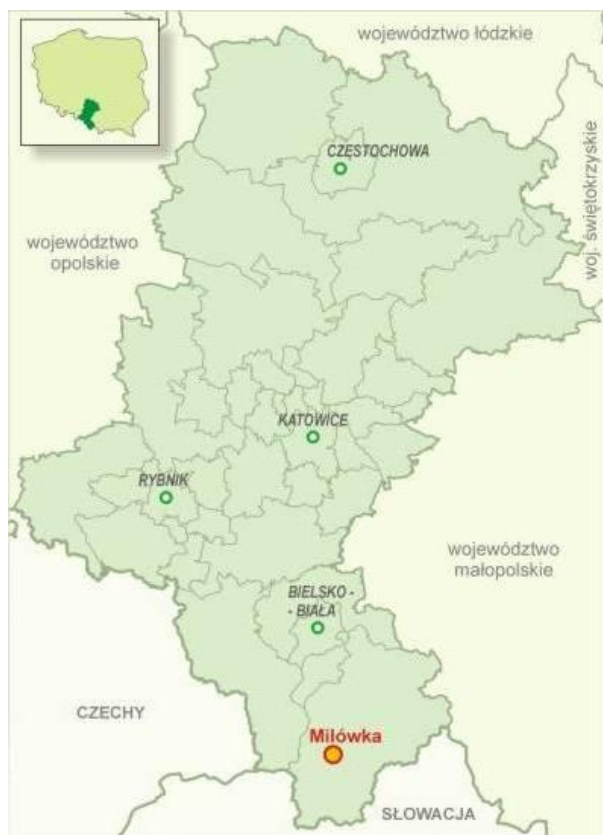 województwo łódzkie
CZĘSTOCHOWA
woj. świętokrzyskie
województwo
opolskie
KATOWICE
RYBNIK
województwo
małopolskie
BIELSKO -
- BIAŁA
CZECHY
Milówka
SŁOWACJA